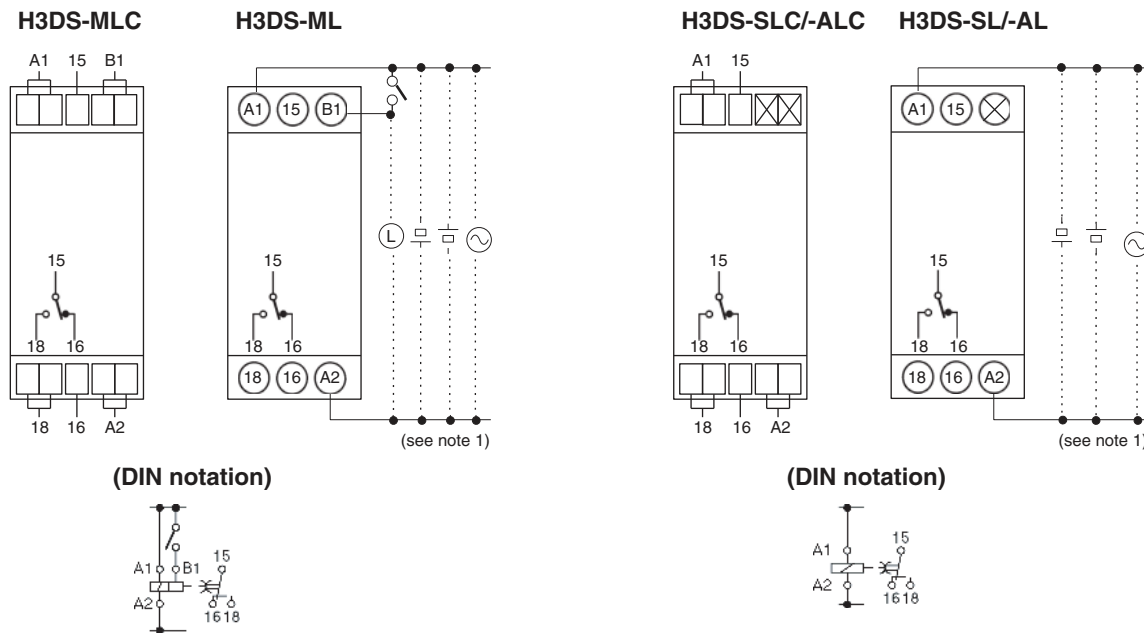 H3DS-MLC H3DS-ML H3DS-SLC/-ALC H3DS-SL/-AL
A1 15 B1 A1 15
A1 15 B1 A1 15
L
15 15 15 15
18 16 18 16 18 16 18 16
18 16 A2 18 16 A2
18 16 A2 18 16 A2
(see note 1) (see note 1)
(DIN notation) (DIN notation)
15 15
A1 B1 A1
A2 A2
16 18 16 18